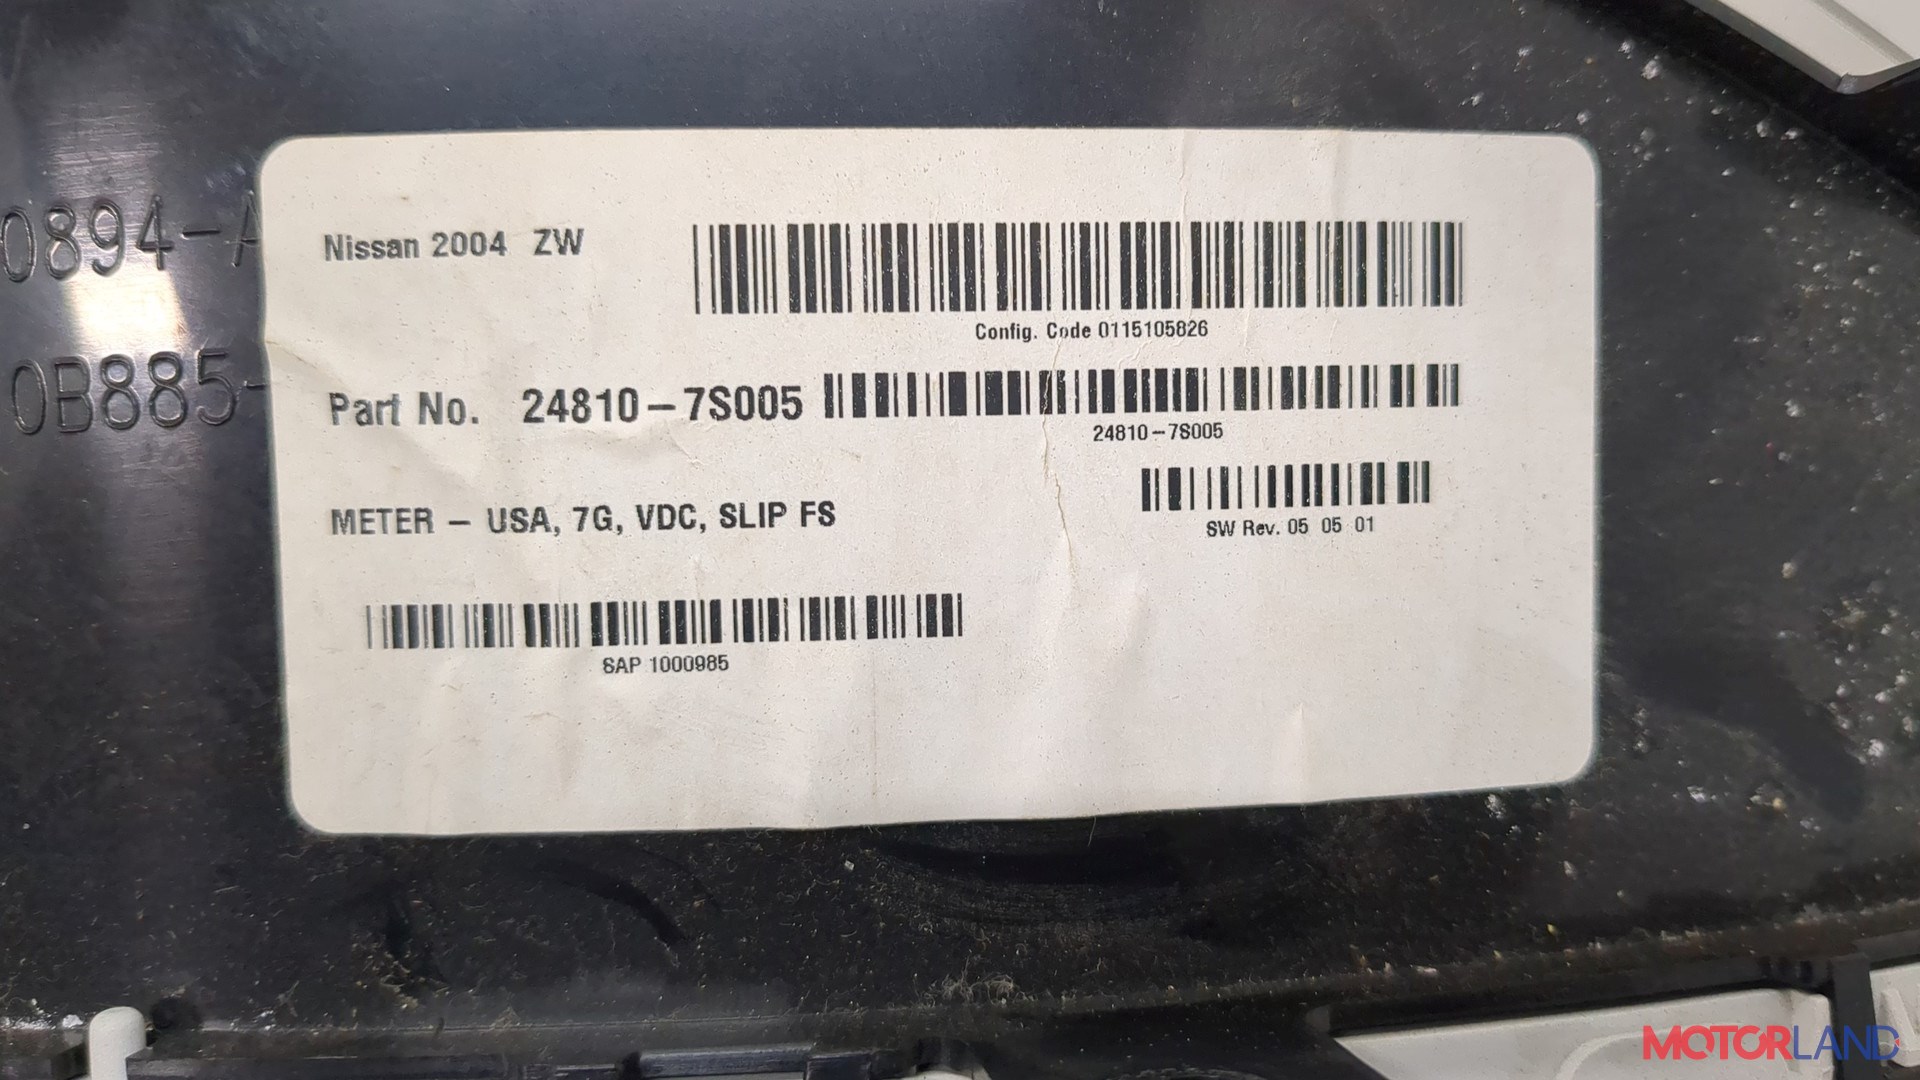 0894-A
0B885-
Nissan 2004 ZW
Config. Code 0115105826
Part No. 24810-7S005
24810-7S005
METER - USA, 7G, VDC, SLIP FS
SW Rev. 05 05 01
SAP 1000985
MOTORLAND